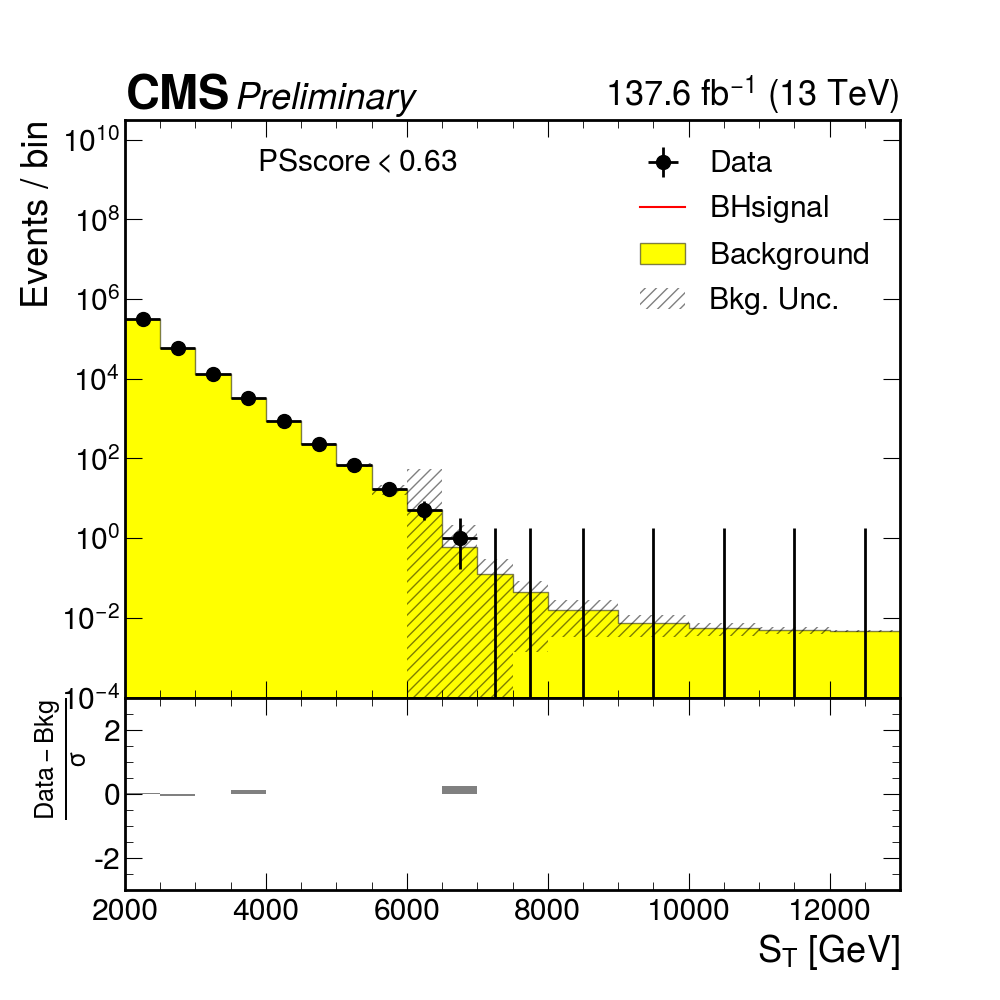 CMS Preliminary 137.6 fb⁻¹ (13 TeV)
Events / bin
PSscore < 0.63
Data
BHsignal
Background
Bkg. Unc.
10¹⁰
10⁸
10⁶
10⁴
10²
10⁰
10⁻²
10⁻⁴
Data – Bkg
σ
2
0
-2
2000 4000 6000 8000 10000 12000
S_T [GeV]